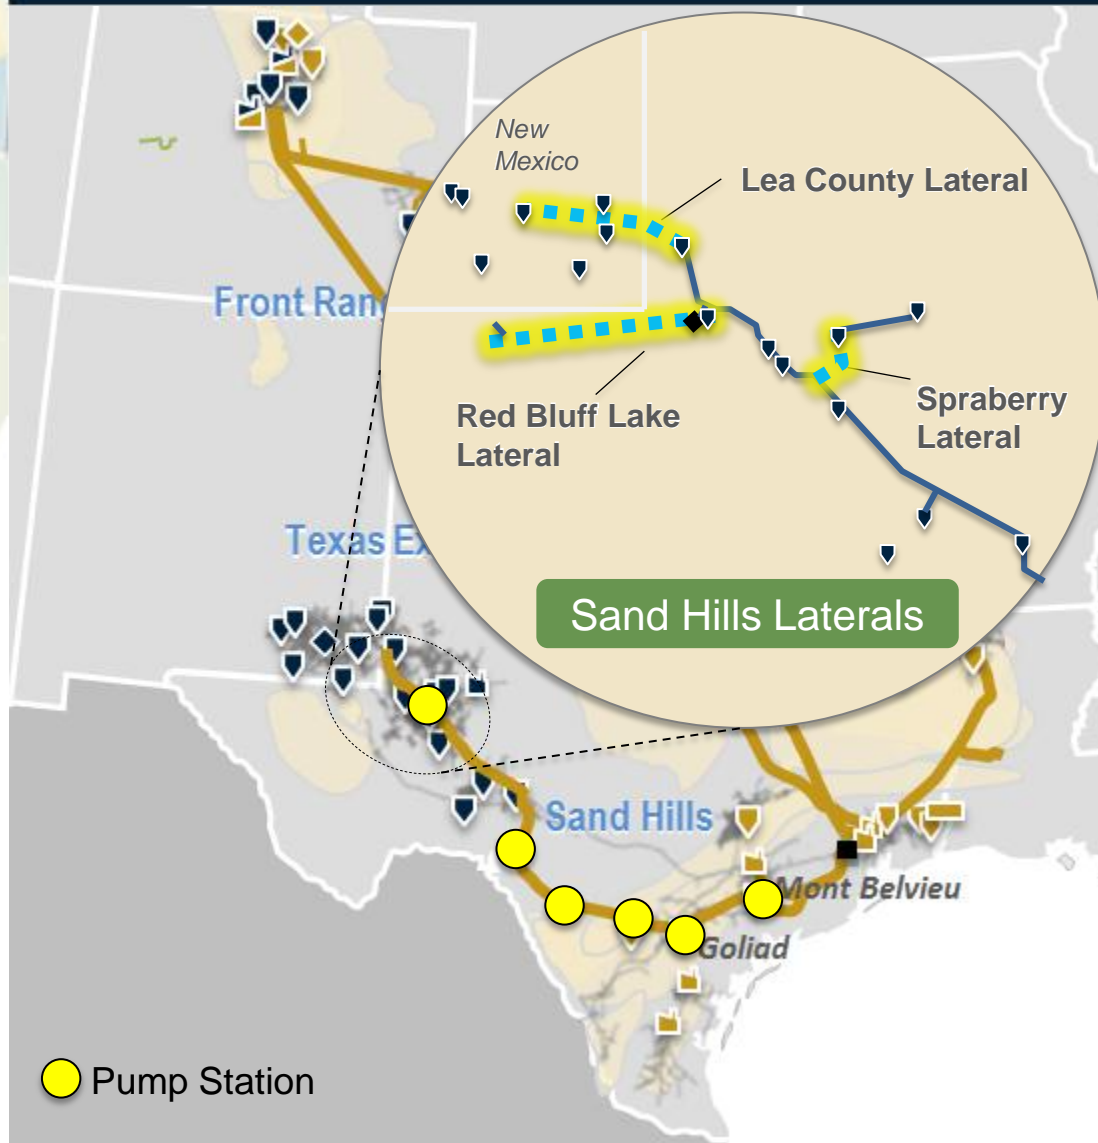 New
Mexico
Lea County Lateral
Front Ran
Red Bluff Lake
Lateral
Spraberry
Lateral
Texas Ex
Sand Hills Laterals
Sand Hills
Mont Belvieu
Goliad
Pump Station